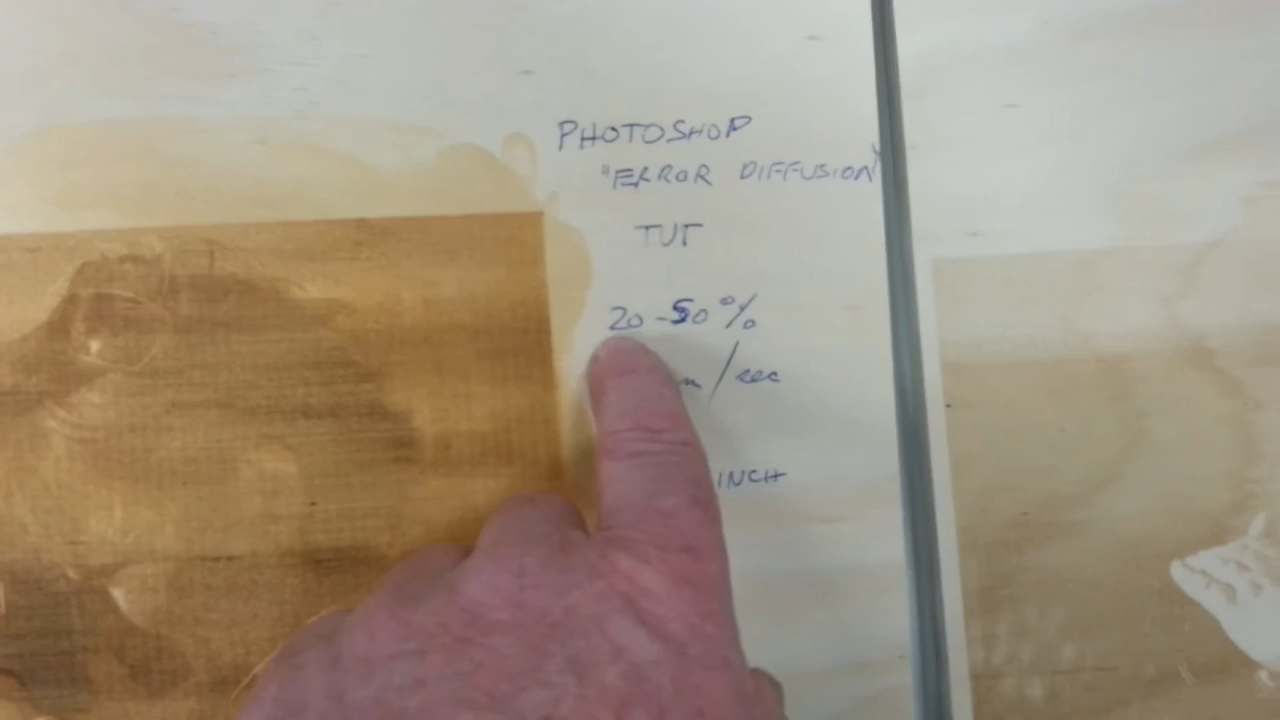 PHOTOSHOP
"ERROR DIFFUSION"
TUT
20-50%
/sec
INCH